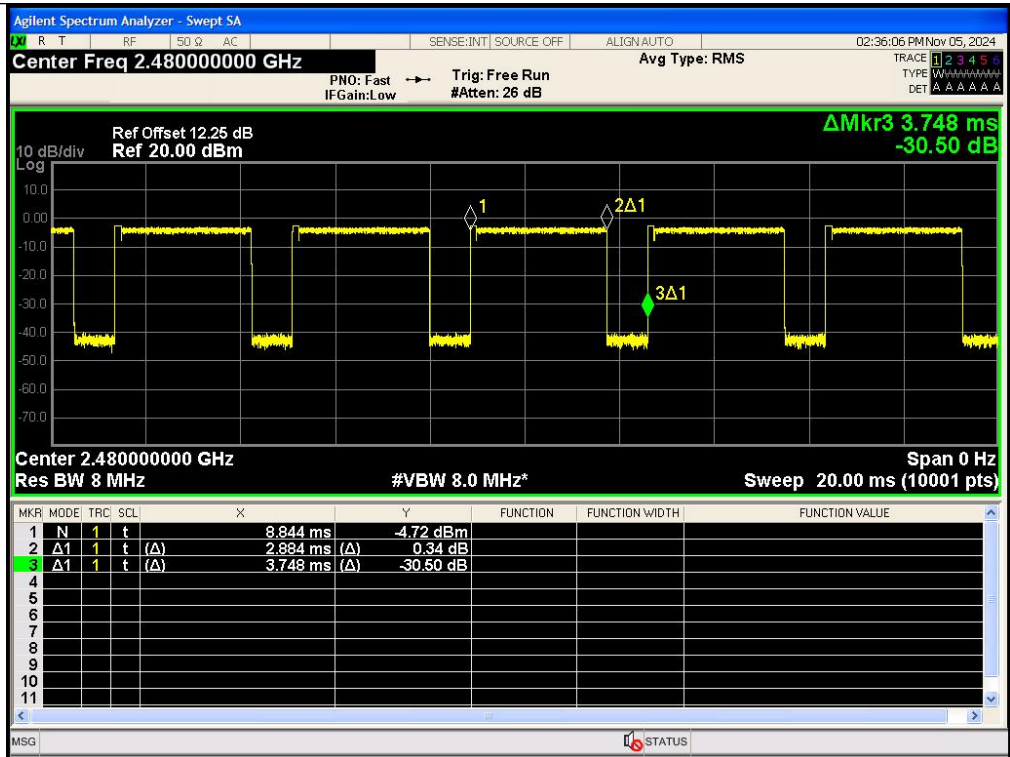 Agilent Spectrum Analyzer - Swept SA
LXI R T RF 50 Ω AC SENSE:INT SOURCE OFF ALIGN AUTO 02:36:06 PM Nov 05, 2024
Center Freq 2.480000000 GHz
Avg Type: RMS
TRACE 1 2 3 4 5 6
PNO: Fast
Trig: Free Run
TYPE
IFGain:Low
#Atten: 26 dB
DET A A A A A A
ΔMkr3 3.748 ms
-30.50 dB
Ref Offset 12.25 dB
10 dB/div Ref 20.00 dBm
Log
10.0
0.00
-10.0
-20.0
-30.0
-40.0
-50.0
-60.0
-70.0
1
2Δ1
3Δ1
Center 2.480000000 GHz Span 0 Hz
Res BW 8 MHz #VBW 8.0 MHz* Sweep 20.00 ms (10001 pts)
MKR MODE TRC SCL X Y FUNCTION FUNCTION WIDTH FUNCTION VALUE
1 N 1 t 8.844 ms -4.72 dBm
2 Δ1 1 t (Δ) 2.884 ms (Δ) 0.34 dB
3 Δ1 1 t (Δ) 3.748 ms (Δ) -30.50 dB
4
5
6
7
8
9
10
11
MSG STATUS